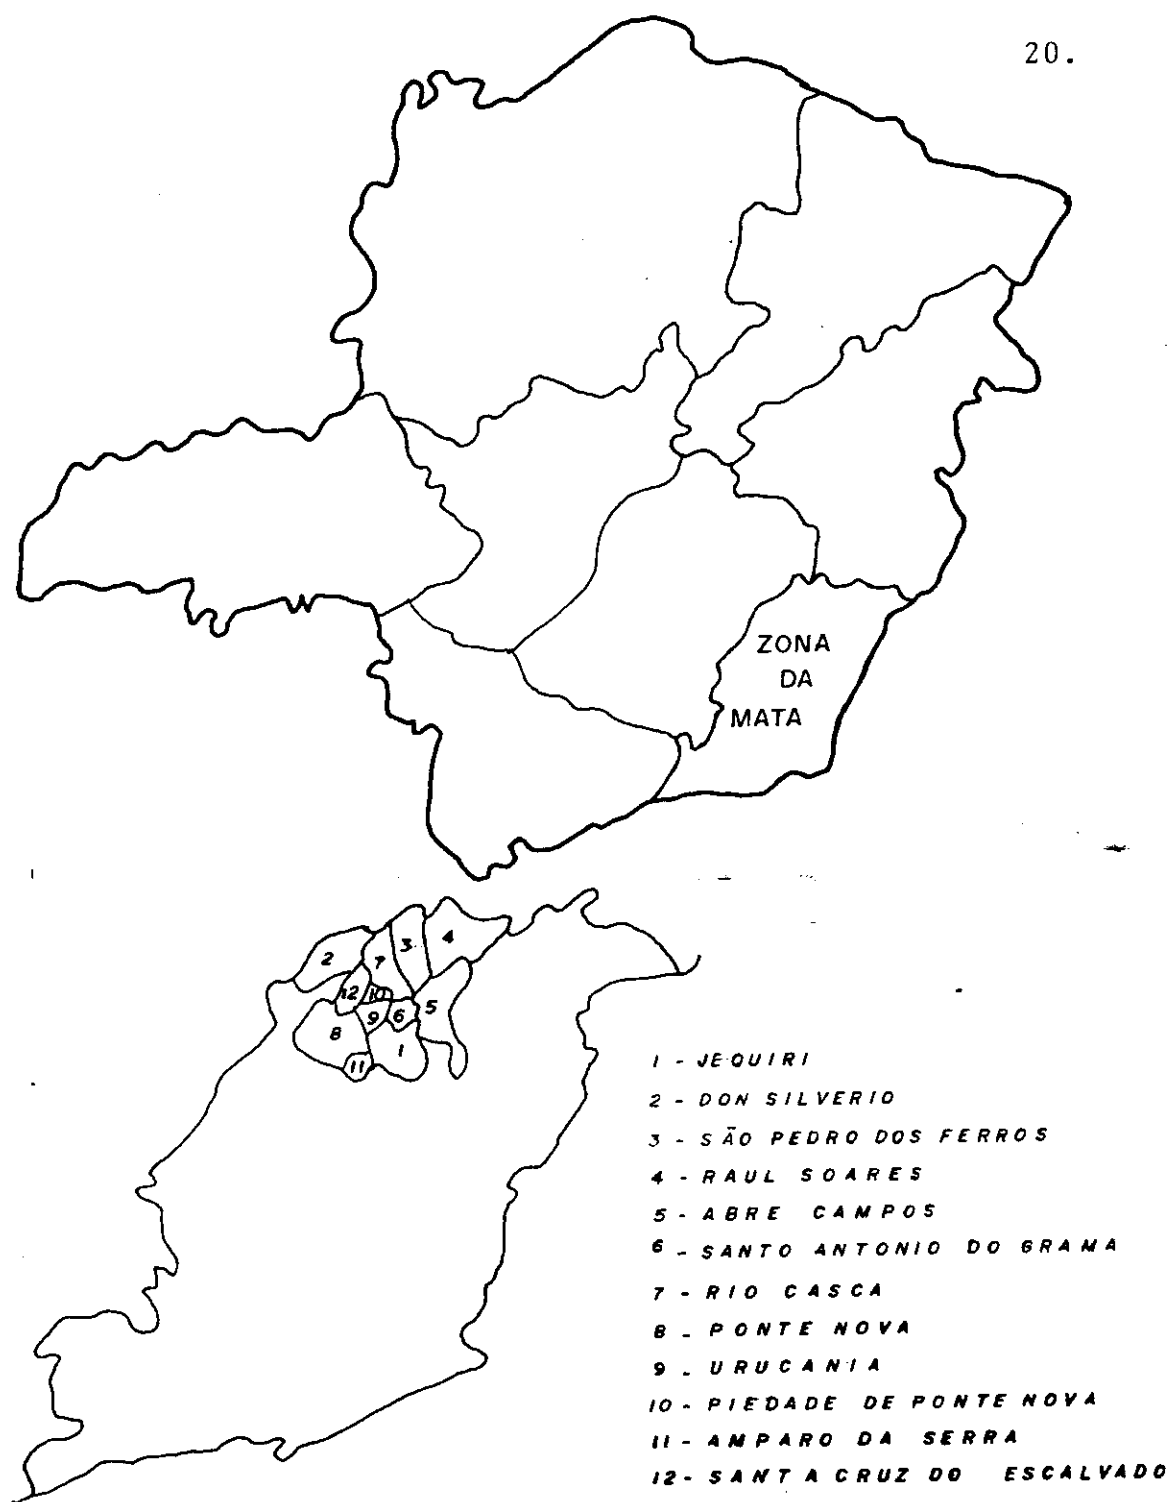 20.
ZONA
DA
MATA
2
7
3
4
12
10
5
9
6
8
1
11
1 - JEQUIRI
2 - DON SILVERIO
3 - SÃO PEDRO DOS FERROS
4 - RAUL SOARES
5 - ABRE CAMPOS
6 - SANTO ANTONIO DO GRAMA
7 - RIO CASCA
8 - PONTE NOVA
9 - URUCANIA
10 - PIEDADE DE PONTE NOVA
11 - AMPARO DA SERRA
12 - SANTA CRUZ DO ESCALVADO